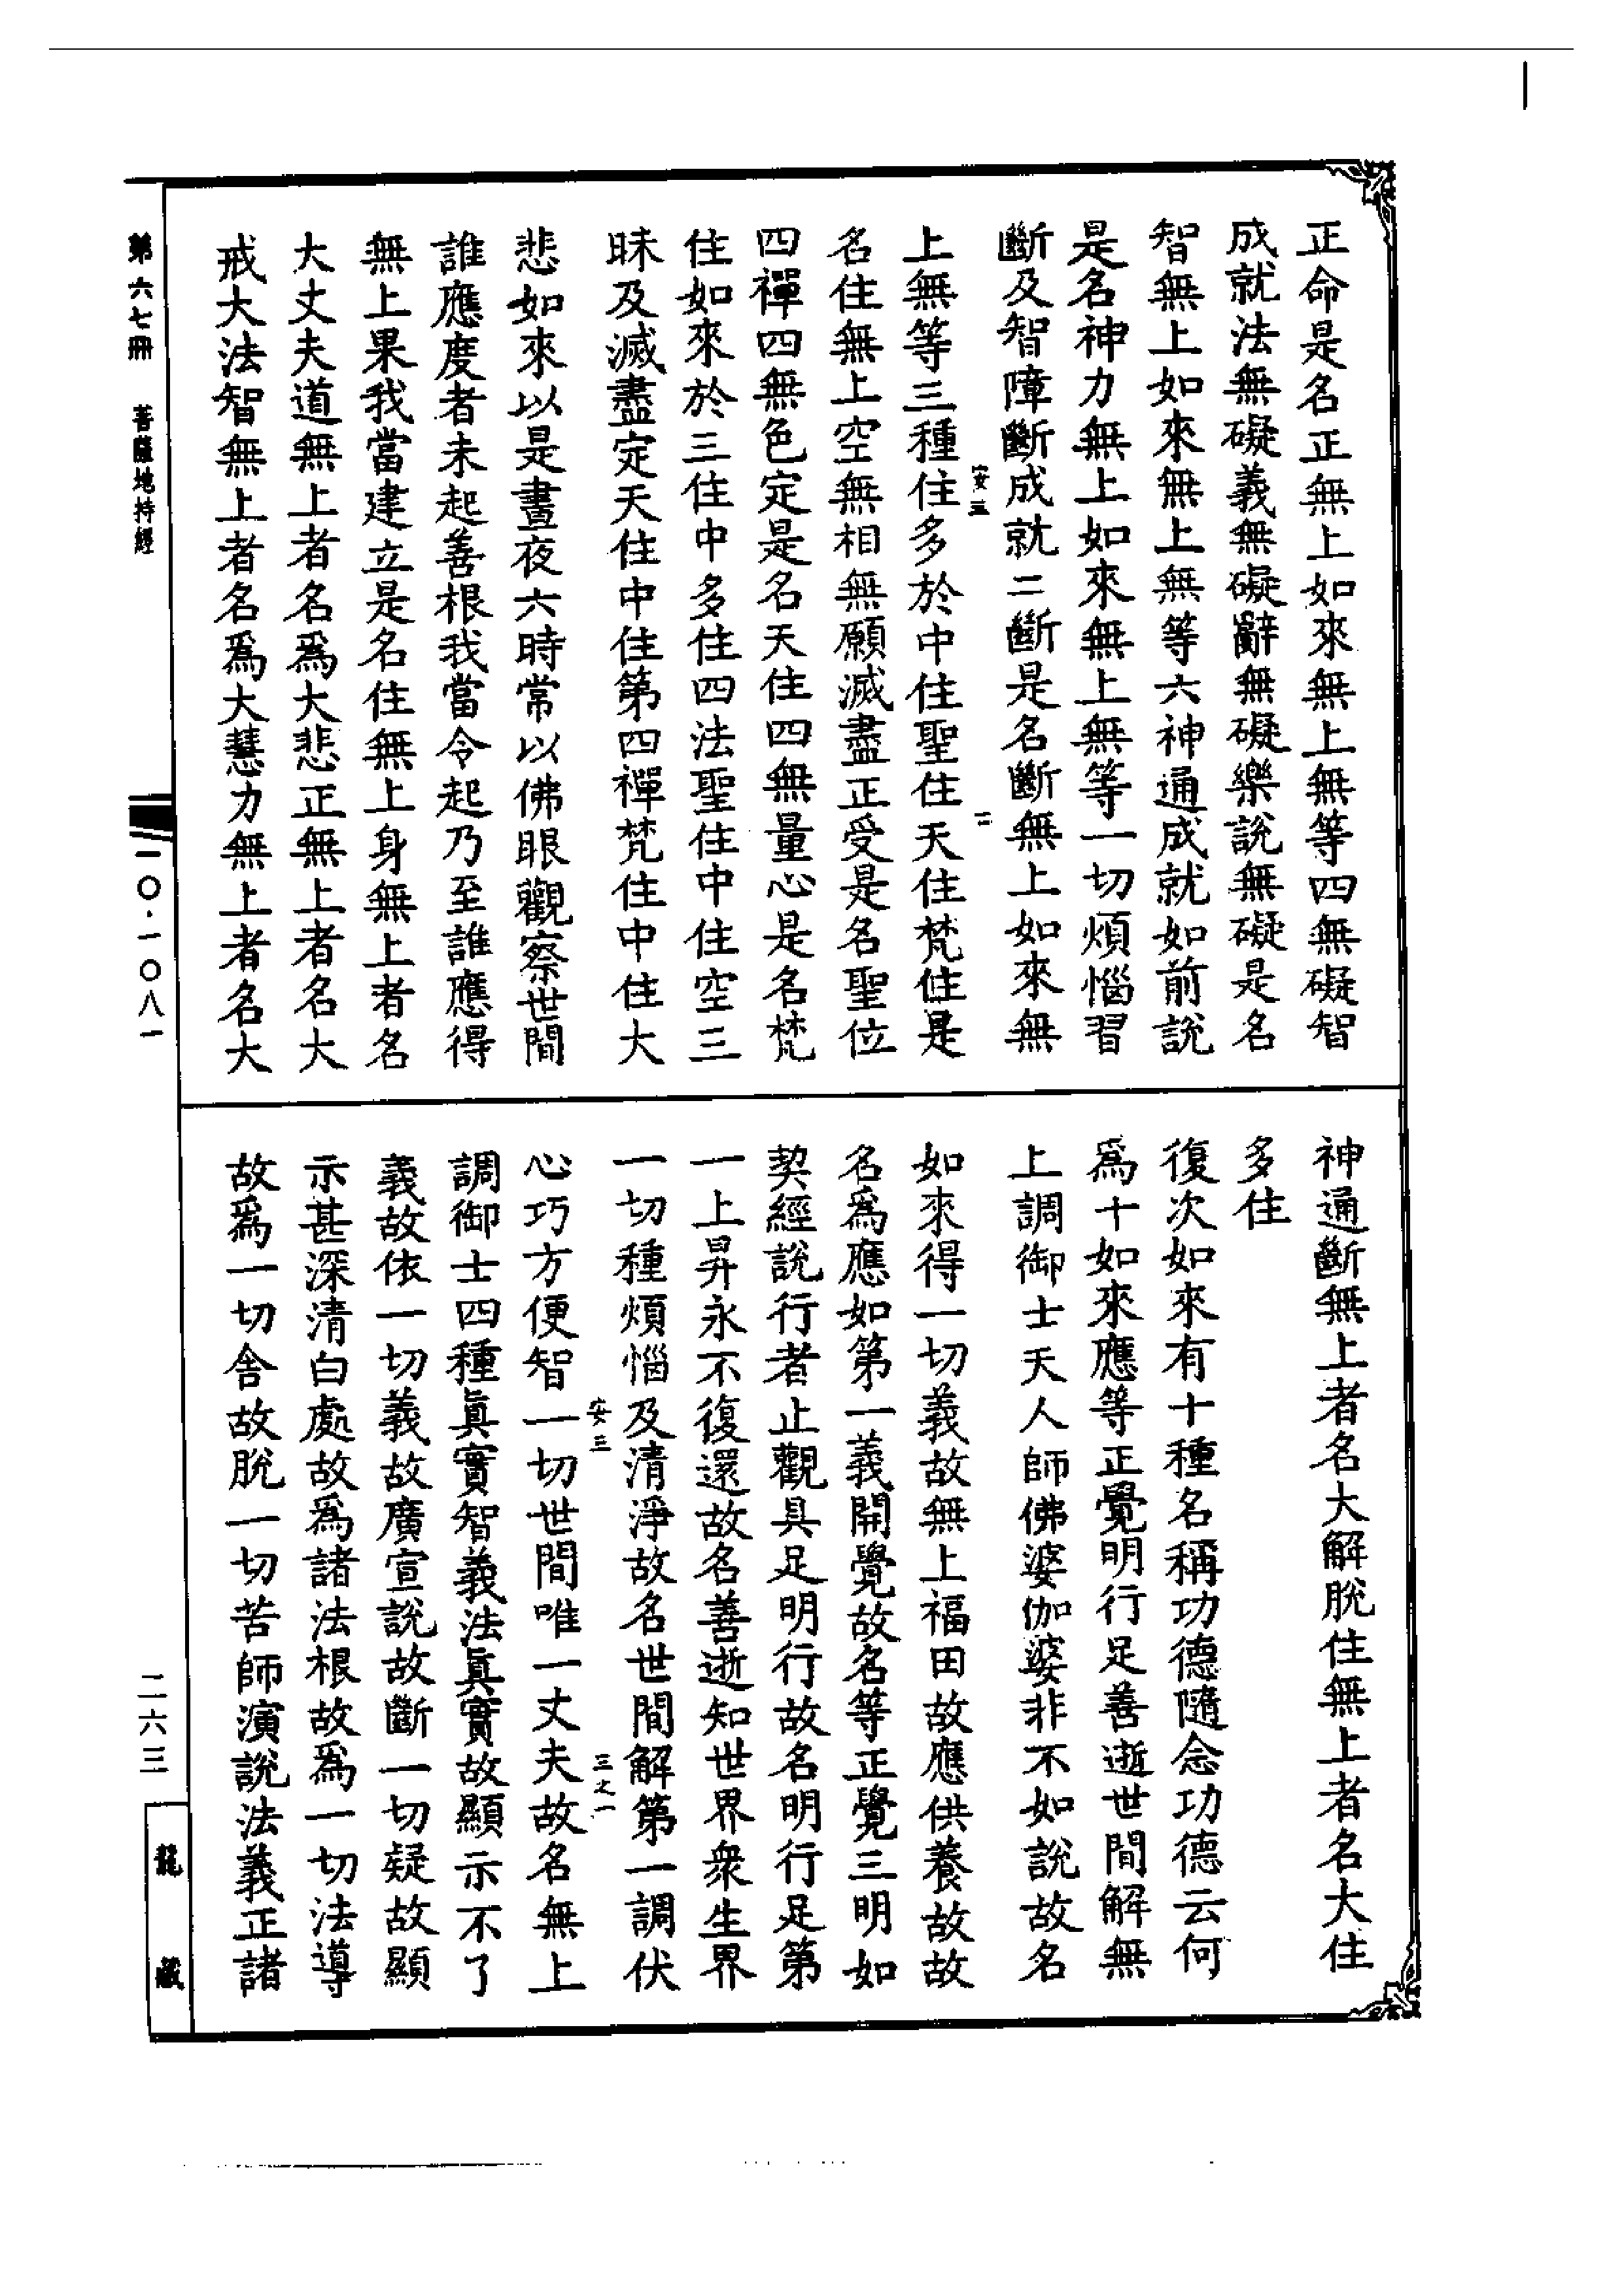 正命是名正無上如來無上無等四無礙智
成就法無礙義無礙辭無礙樂說無礙是名
智無上如來無上無等六神通成就如前說
是名神力無上如來無上無等一切煩惱習
斷及智障斷成就二斷是名斷無上如來無
安三
二
上無等三種住多於中住聖住天住梵住是
名住無上空無相無願滅盡正受是名聖位
四禪四無色定是名天住四無量心是名梵
住如來於三住中多住四法聖住中住空三
昧及滅盡定天住中住第四禪梵住中住大
悲如來以是晝夜六時常以佛眼觀察世間
誰應度者未起善根我當令起乃至誰應得
無上果我當建立是名住無上身無上者名
大丈夫道無上者名爲大悲正無上者名大
戒大法智無上者名爲大慧力無上者名大
神通斷無上者名大解脫住無上者名大住
多住
復次如來有十種名稱功德隨念功德云何
爲十如來應等正覺明行足善逝世間解無
上調御士天人師佛婆伽婆非不如說故名
如來得一切義故無上福田故應供養故故
名爲應如第一義開覺故名等正覺三明如
契經說行者止觀具足明行故名明行足第
一上昇永不復還故名善逝知世界衆生界
一切種煩惱及清淨故名世間解第一調伏
安三
三之一
心巧方便智一切世間唯一丈夫故名無上
調御士四種眞實智義法眞實故顯示不了
義故依一切義故廣宣說故斷一切疑故顯
示甚深清白處故爲諸法根故爲一切法導
故爲一切舍故脫一切苦師演說法義正諸
第六七冊 菩薩地持經
一〇·一〇八一
二六三
龍藏